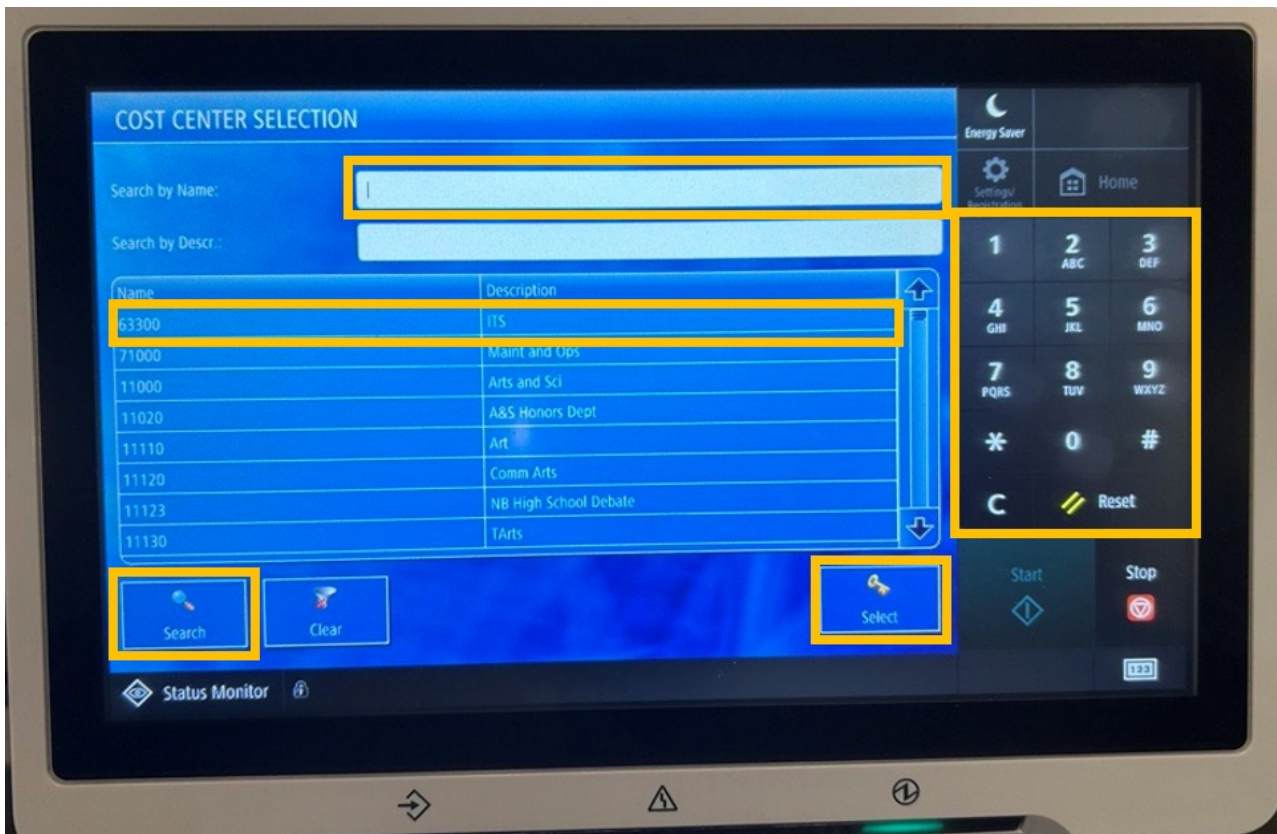 COST CENTER SELECTION
Search by Name:
Search by Descr.:
Name Description
63300 ITS
71000 Maint and Ops
11000 Arts and Sci
11020 A&S Honors Dept
11110 Art
11120 Comm Arts
11123 NB High School Debate
11130 TArts
Search Clear Select
Status Monitor
Energy Saver
Settings/
Registration
Home
1 2 3
ABC DEF
4 5 6
GHI JKL MNO
7 8 9
PQRS TUV WXYZ
* 0 #
C Reset
Start Stop
123